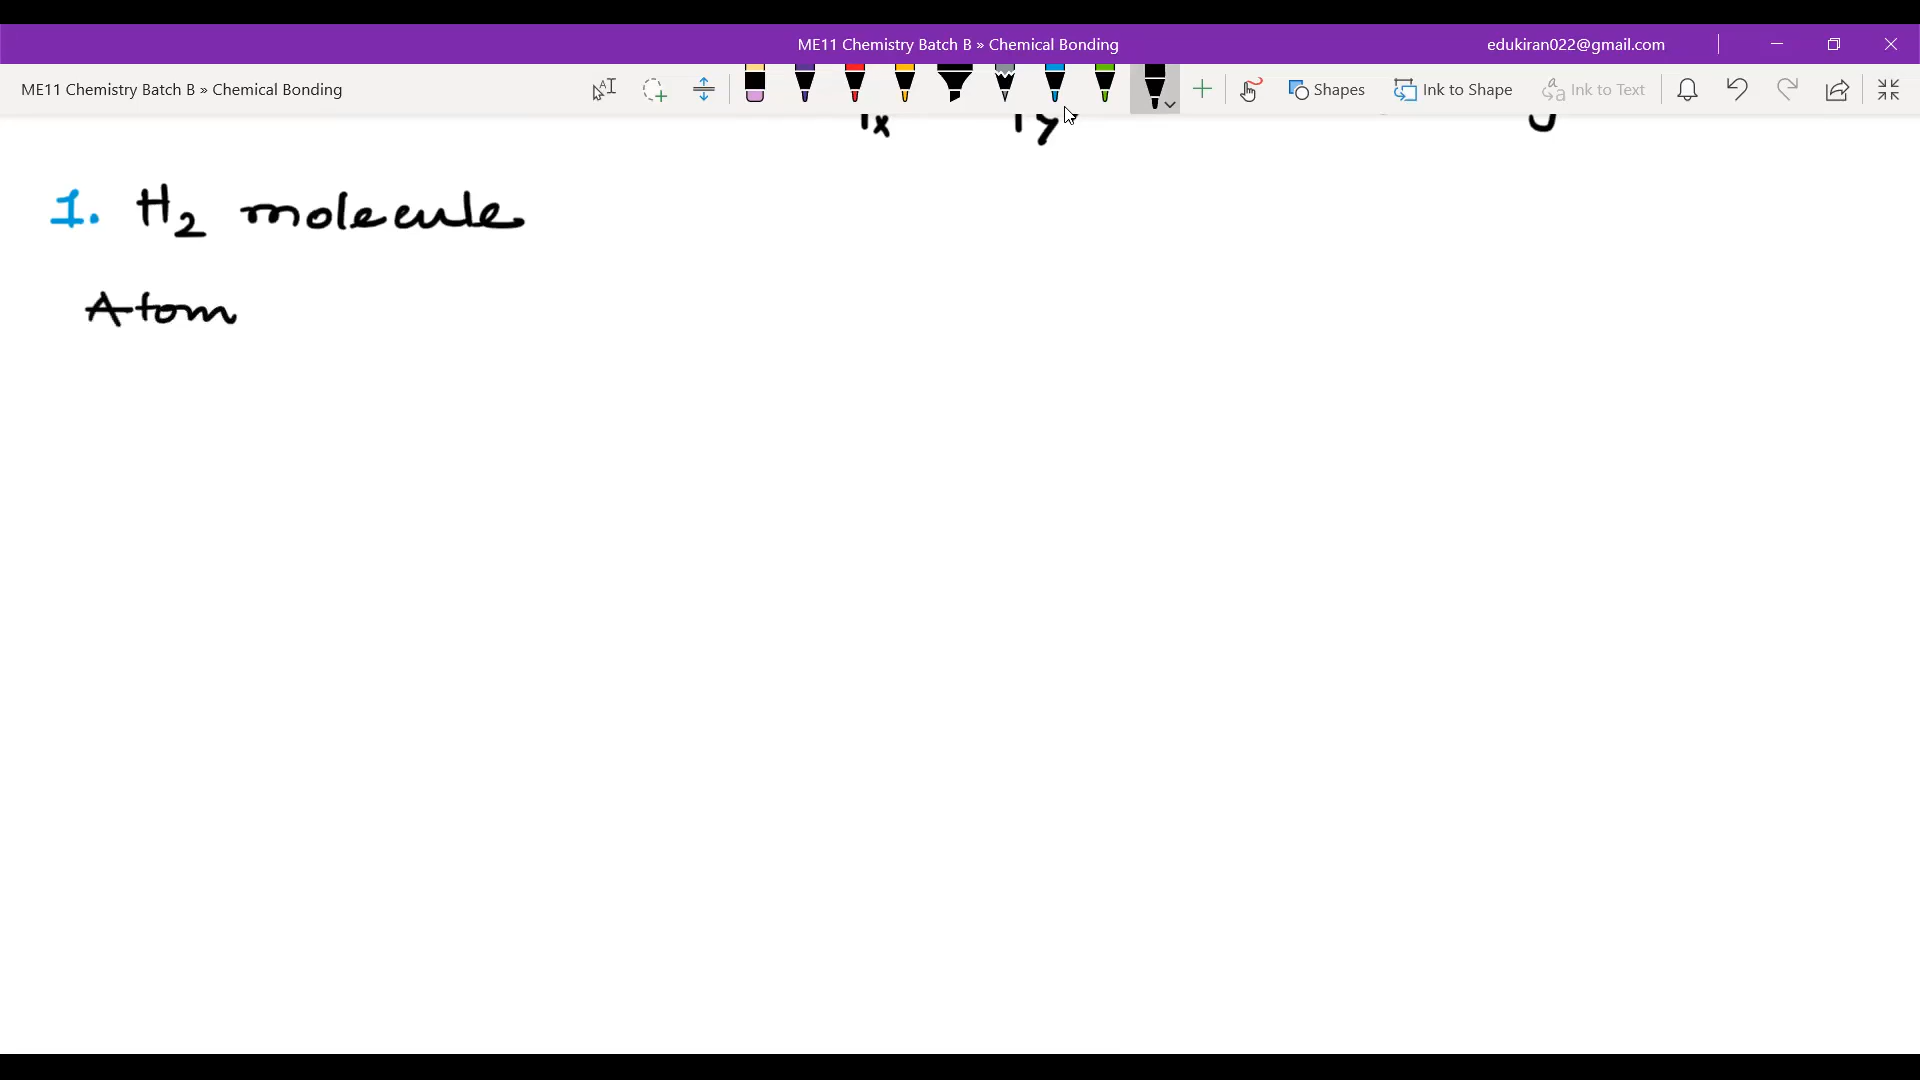 ME11 Chemistry Batch B » Chemical Bonding
edukiran022@gmail.com
ME11 Chemistry Batch B » Chemical Bonding
Shapes
Ink to Shape
Ink to Text
1. H₂ molecule
Atom